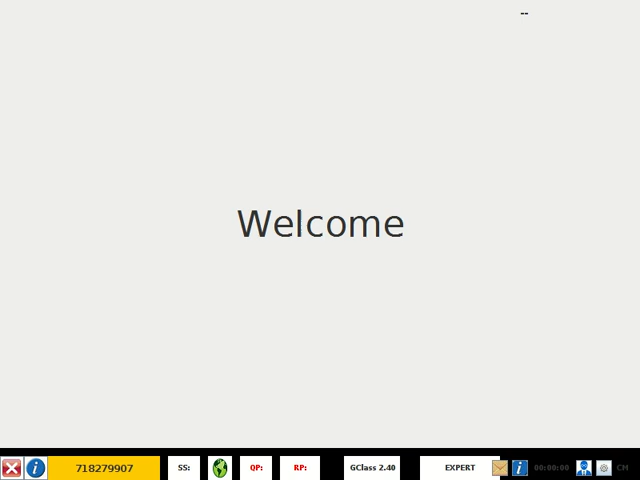 --
Welcome
718279907
SS:
QP:
RP:
GClass 2.40
EXPERT
00:00:00
CM